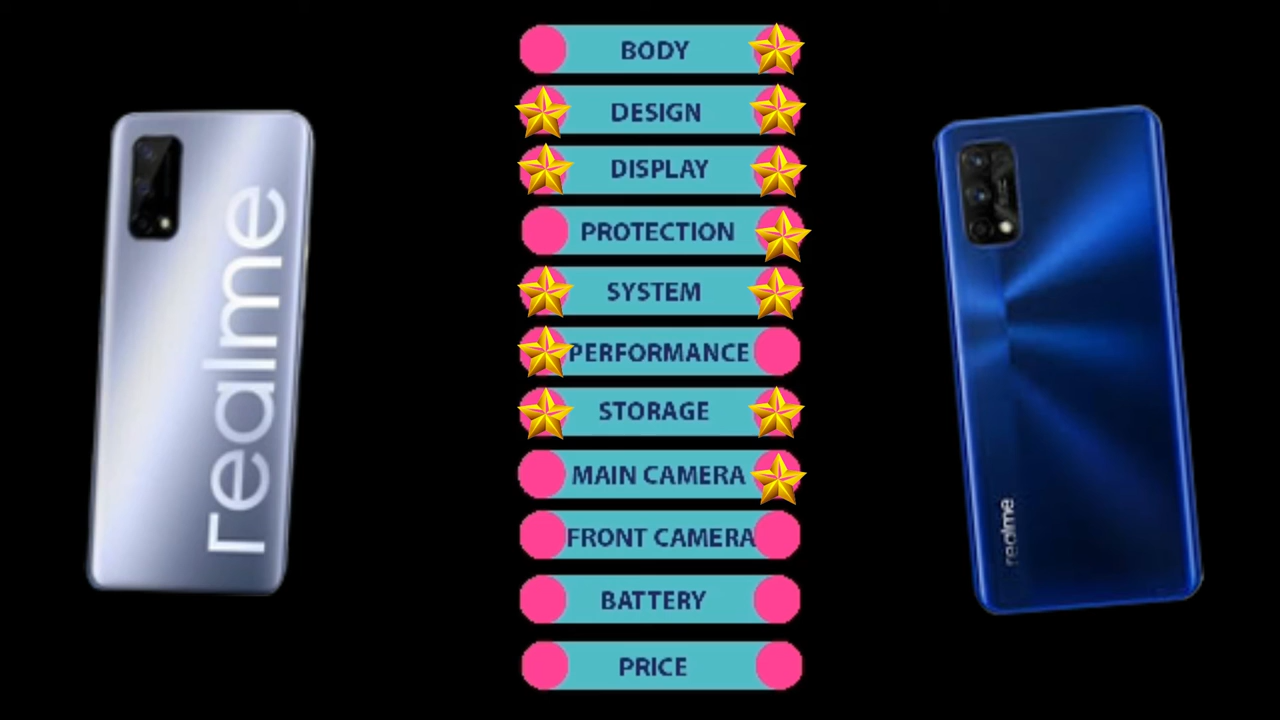 BODY
DESIGN
DISPLAY
PROTECTION
SYSTEM
PERFORMANCE
STORAGE
MAIN CAMERA
FRONT CAMERA
BATTERY
PRICE
realme
realme